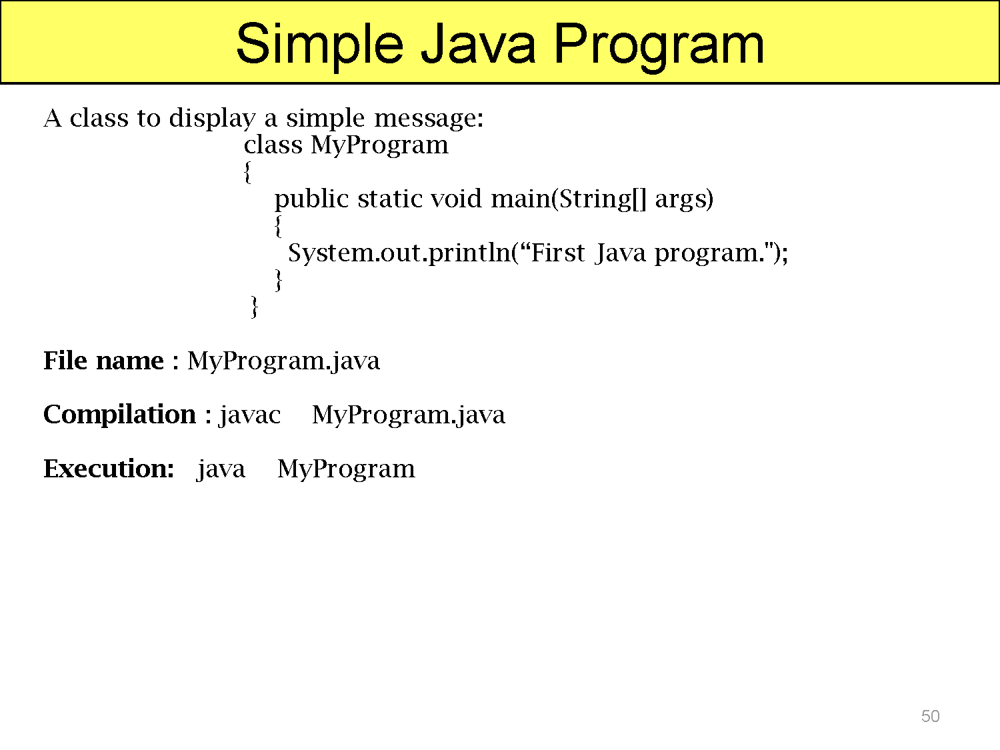 Simple Java Program
A class to display a simple message:
class MyProgram
{
public static void main(String[] args)
{
System.out.println(“First Java program.");
}
}
File name : MyProgram.java
Compilation : javac MyProgram.java
Execution: java MyProgram
50